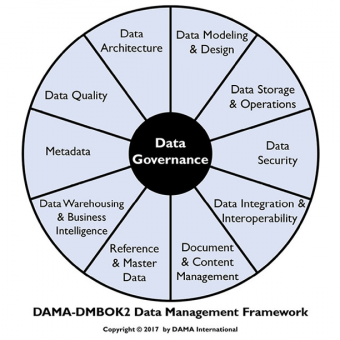 Data
Architecture
Data Modeling
& Design
Data Storage
& Operations
Data
Security
Data Integration &
Interoperability
Document
& Content
Management
Reference
& Master
Data
Data Warehousing
& Business
Intelligence
Metadata
Data Quality
Data
Governance
DAMA-DMBOK2 Data Management Framework
Copyright © 2017 by DAMA International